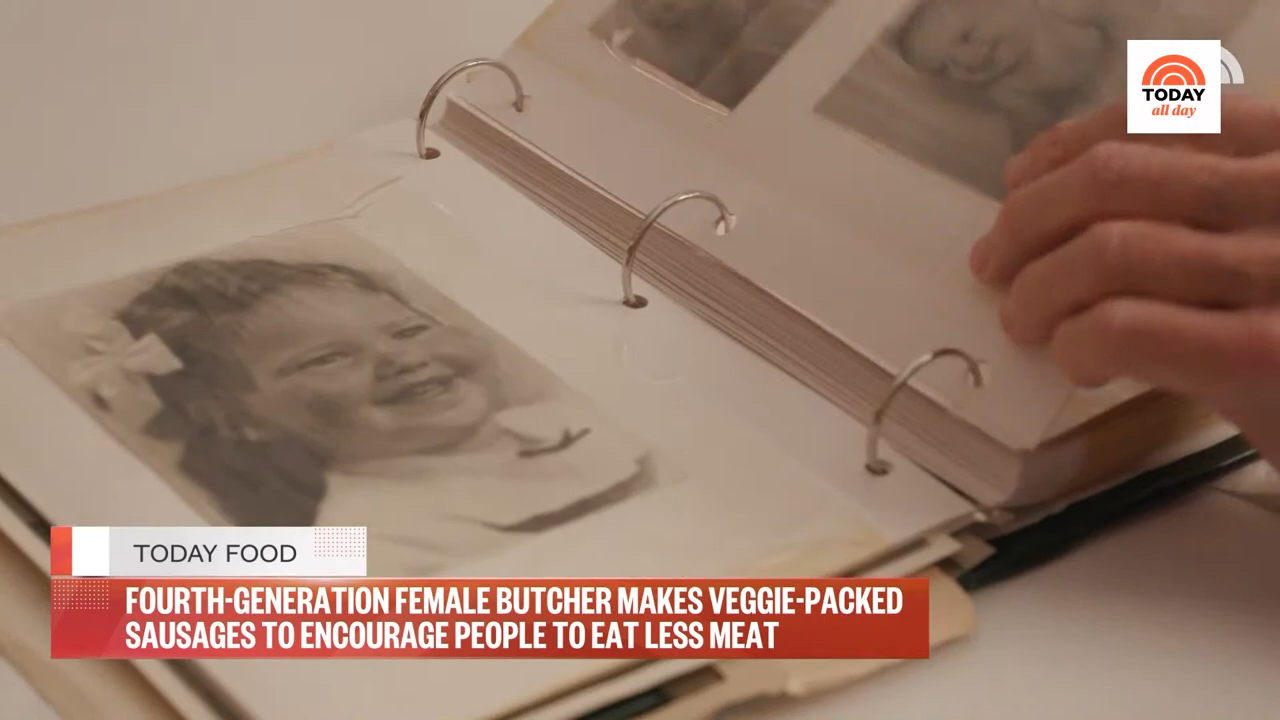 TODAY
all day
TODAY FOOD
FOURTH-GENERATION FEMALE BUTCHER MAKES VEGGIE-PACKED
SAUSAGES TO ENCOURAGE PEOPLE TO EAT LESS MEAT